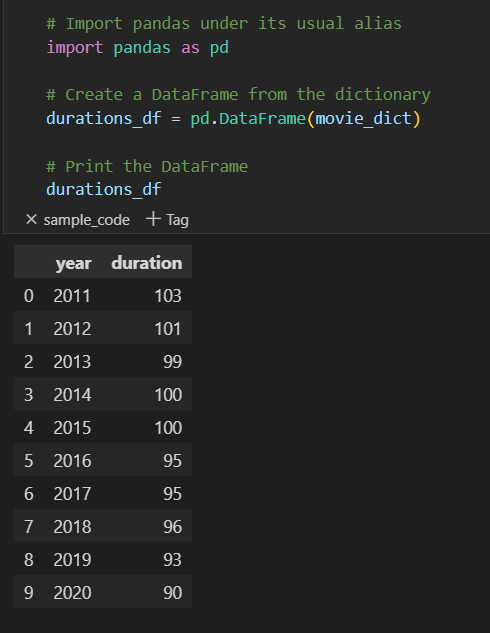 # Import pandas under its usual alias
import pandas as pd
# Create a DataFrame from the dictionary
durations_df = pd.DataFrame(movie_dict)
# Print the DataFrame
durations_df
× sample_code + Tag
year duration
0 2011 103
1 2012 101
2 2013 99
3 2014 100
4 2015 100
5 2016 95
6 2017 95
7 2018 96
8 2019 93
9 2020 90